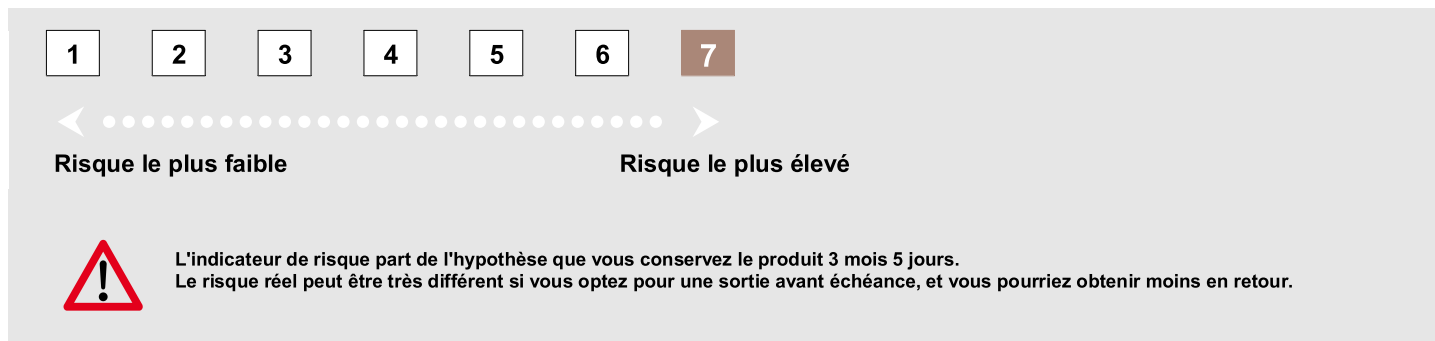 1 2 3 4 5 6 7
Risque le plus faible Risque le plus élevé
L'indicateur de risque part de l'hypothèse que vous conservez le produit 3 mois 5 jours.
Le risque réel peut être très différent si vous optez pour une sortie avant échéance, et vous pourriez obtenir moins en retour.